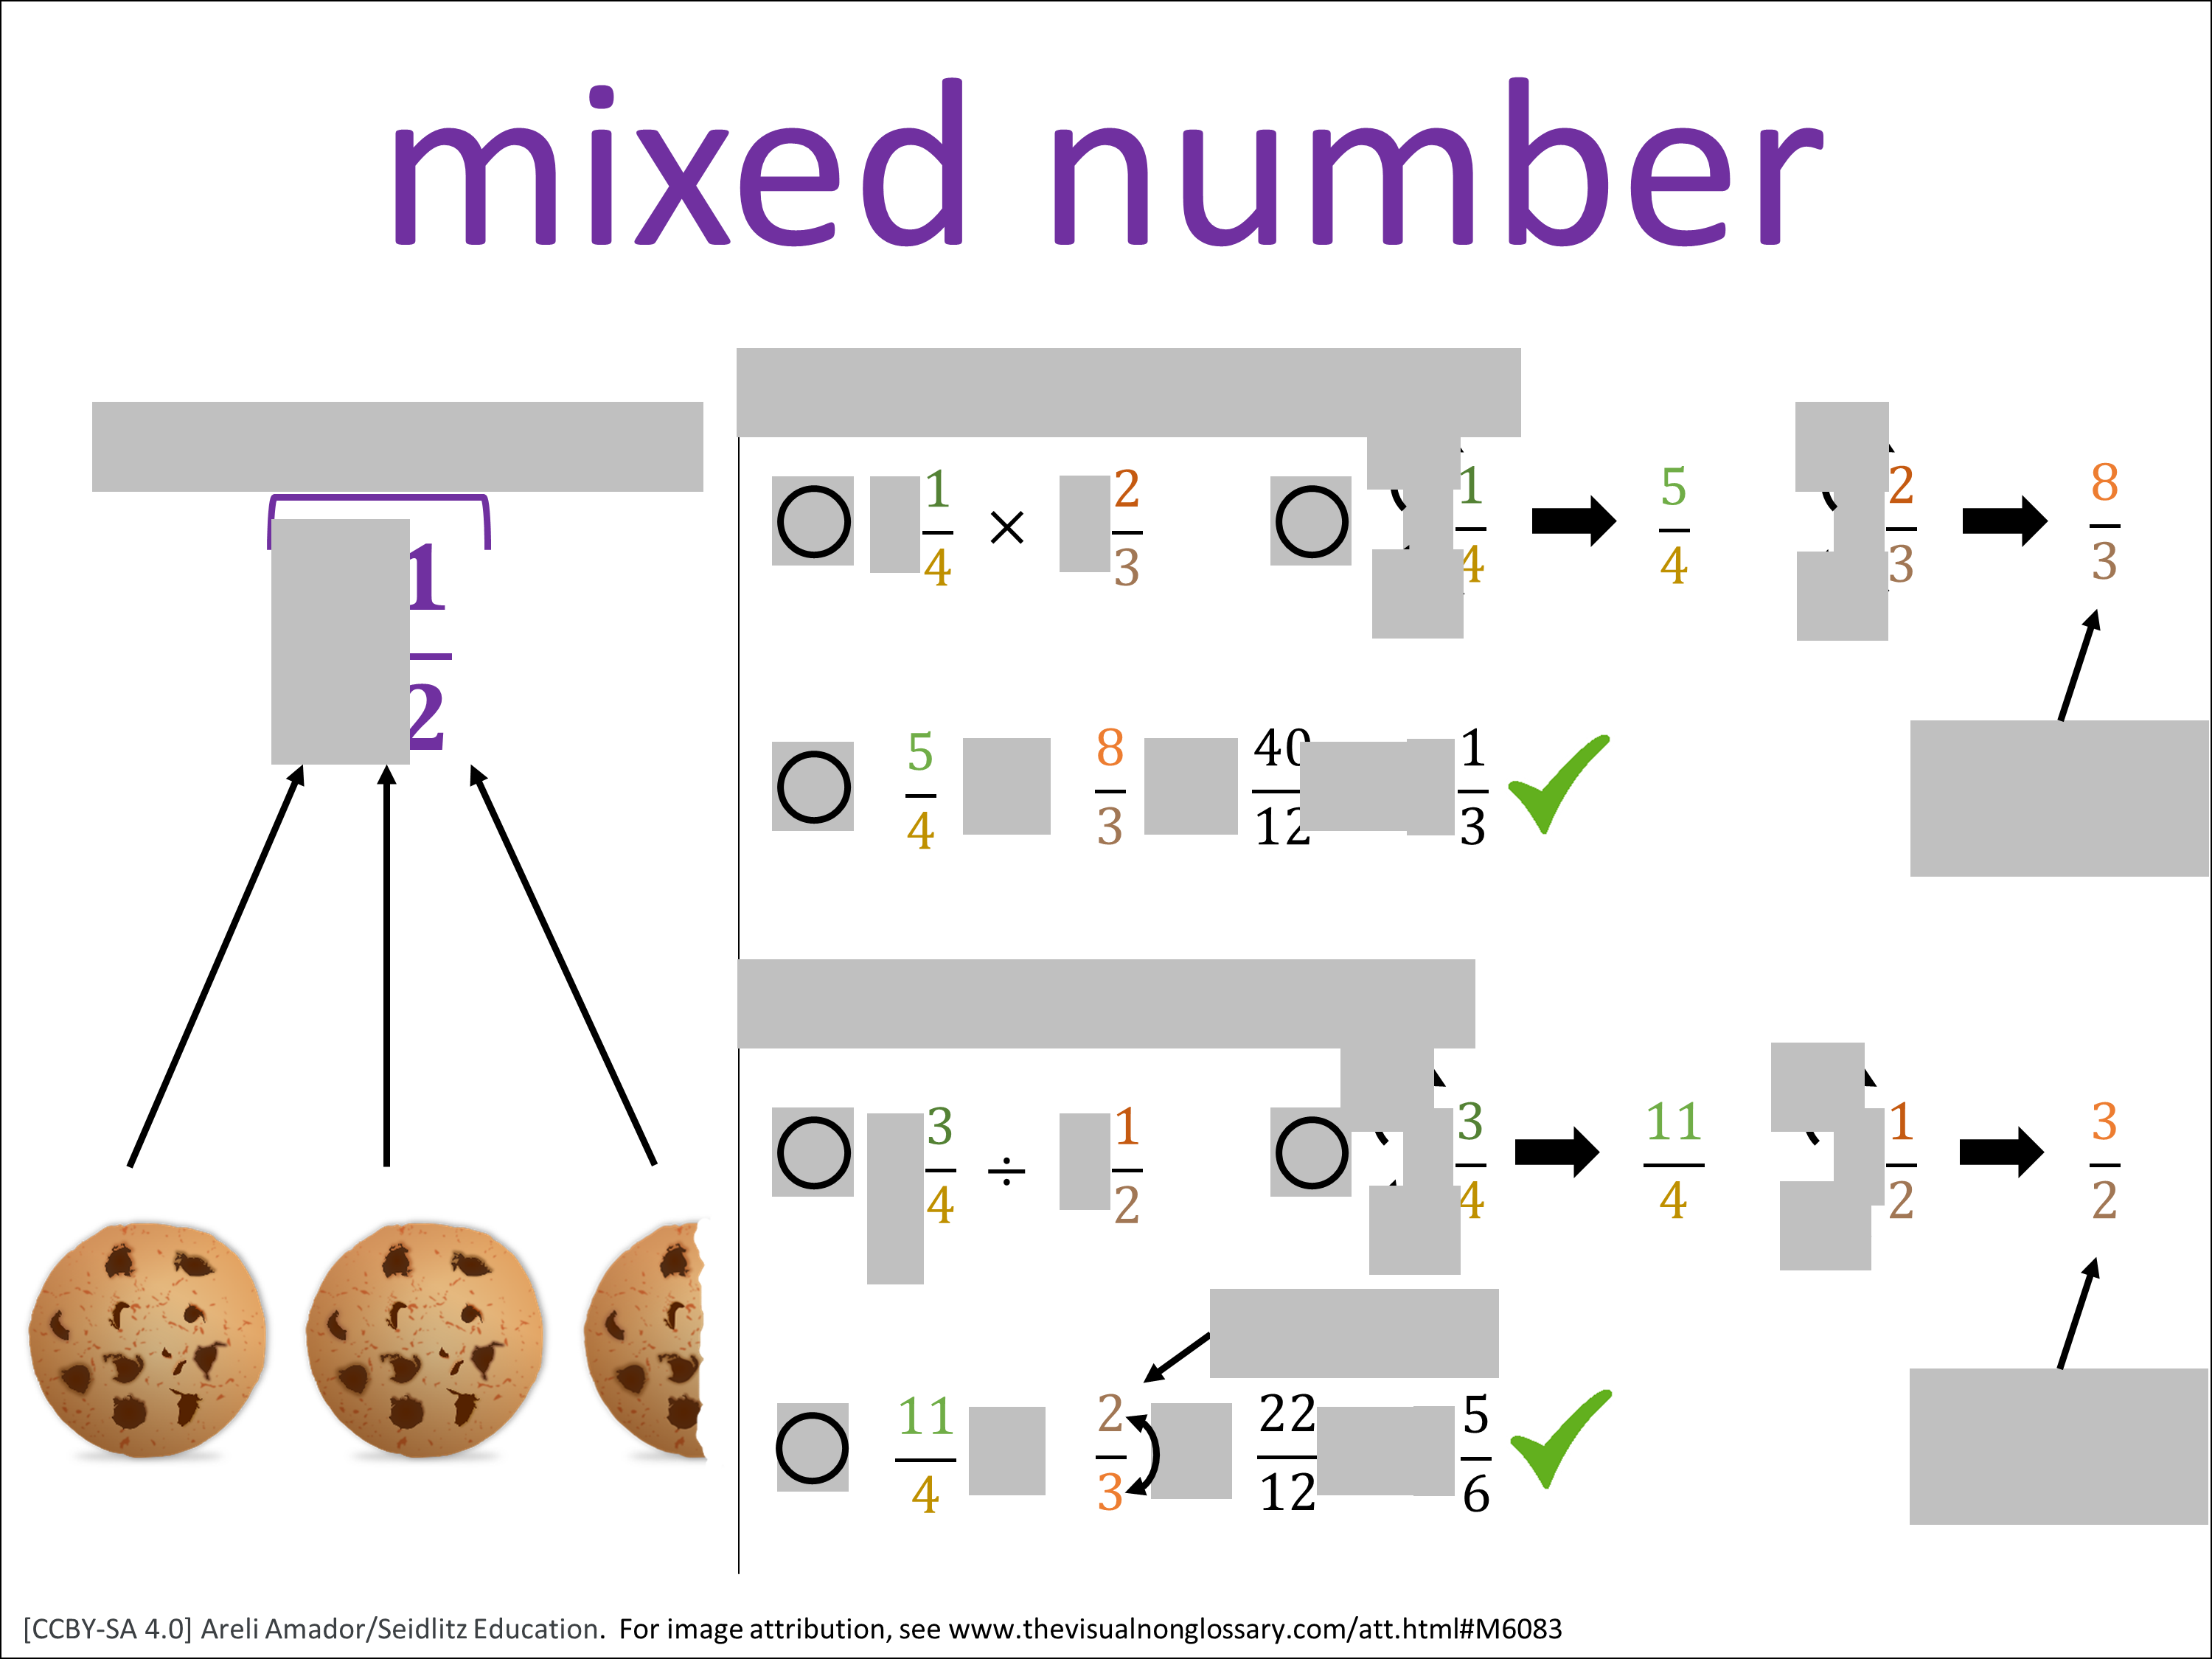 mixed number
1/4 × 2/3 1/4 5/4 2/3 8/3
1/2
5/4 8/3 40/12 1/3
3/4 ÷ 1/2 3/4 11/4 1/2 3/2
11/4 2/3 22/12 5/6
[CCBY-SA 4.0] Areli Amador/Seidlitz Education. For image attribution, see www.thevisualnonglossary.com/att.html#M6083